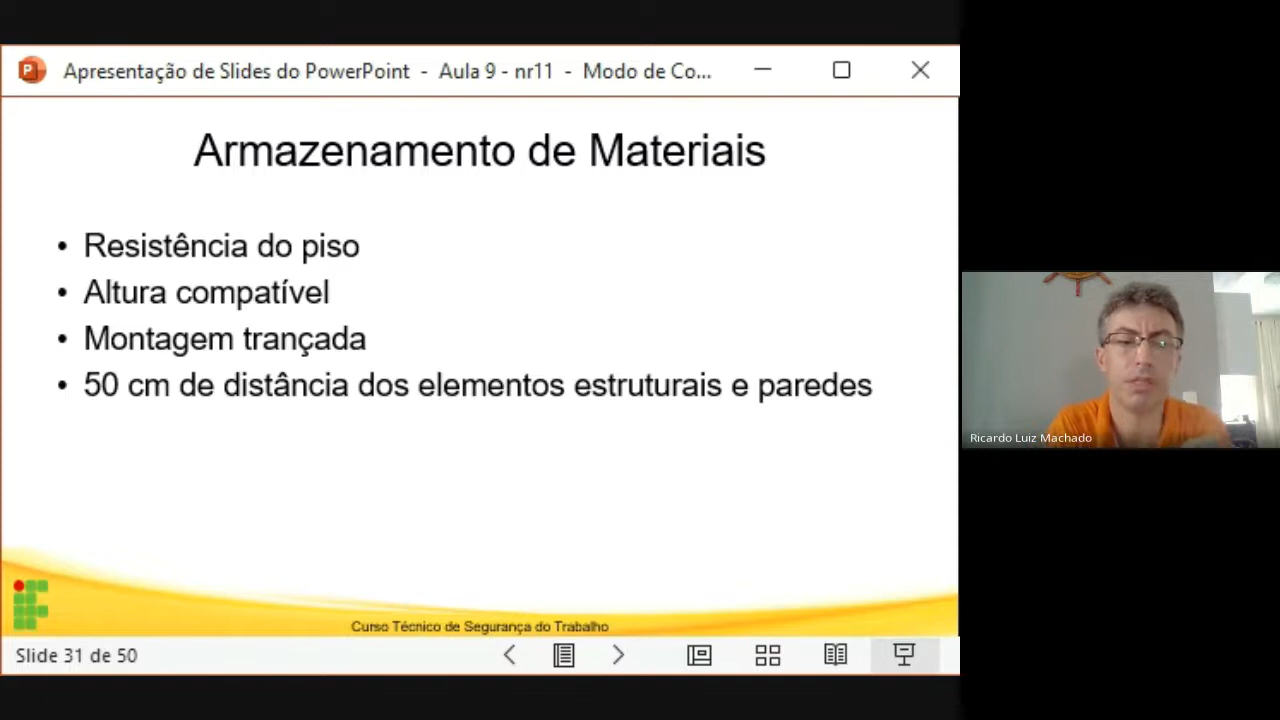 Apresentação de Slides do PowerPoint - Aula 9 - nr11 - Modo de Co...
Armazenamento de Materiais
• Resistência do piso
• Altura compatível
• Montagem trançada
• 50 cm de distância dos elementos estruturais e paredes
Ricardo Luiz Machado
Curso Técnico de Segurança do Trabalho
Slide 31 de 50